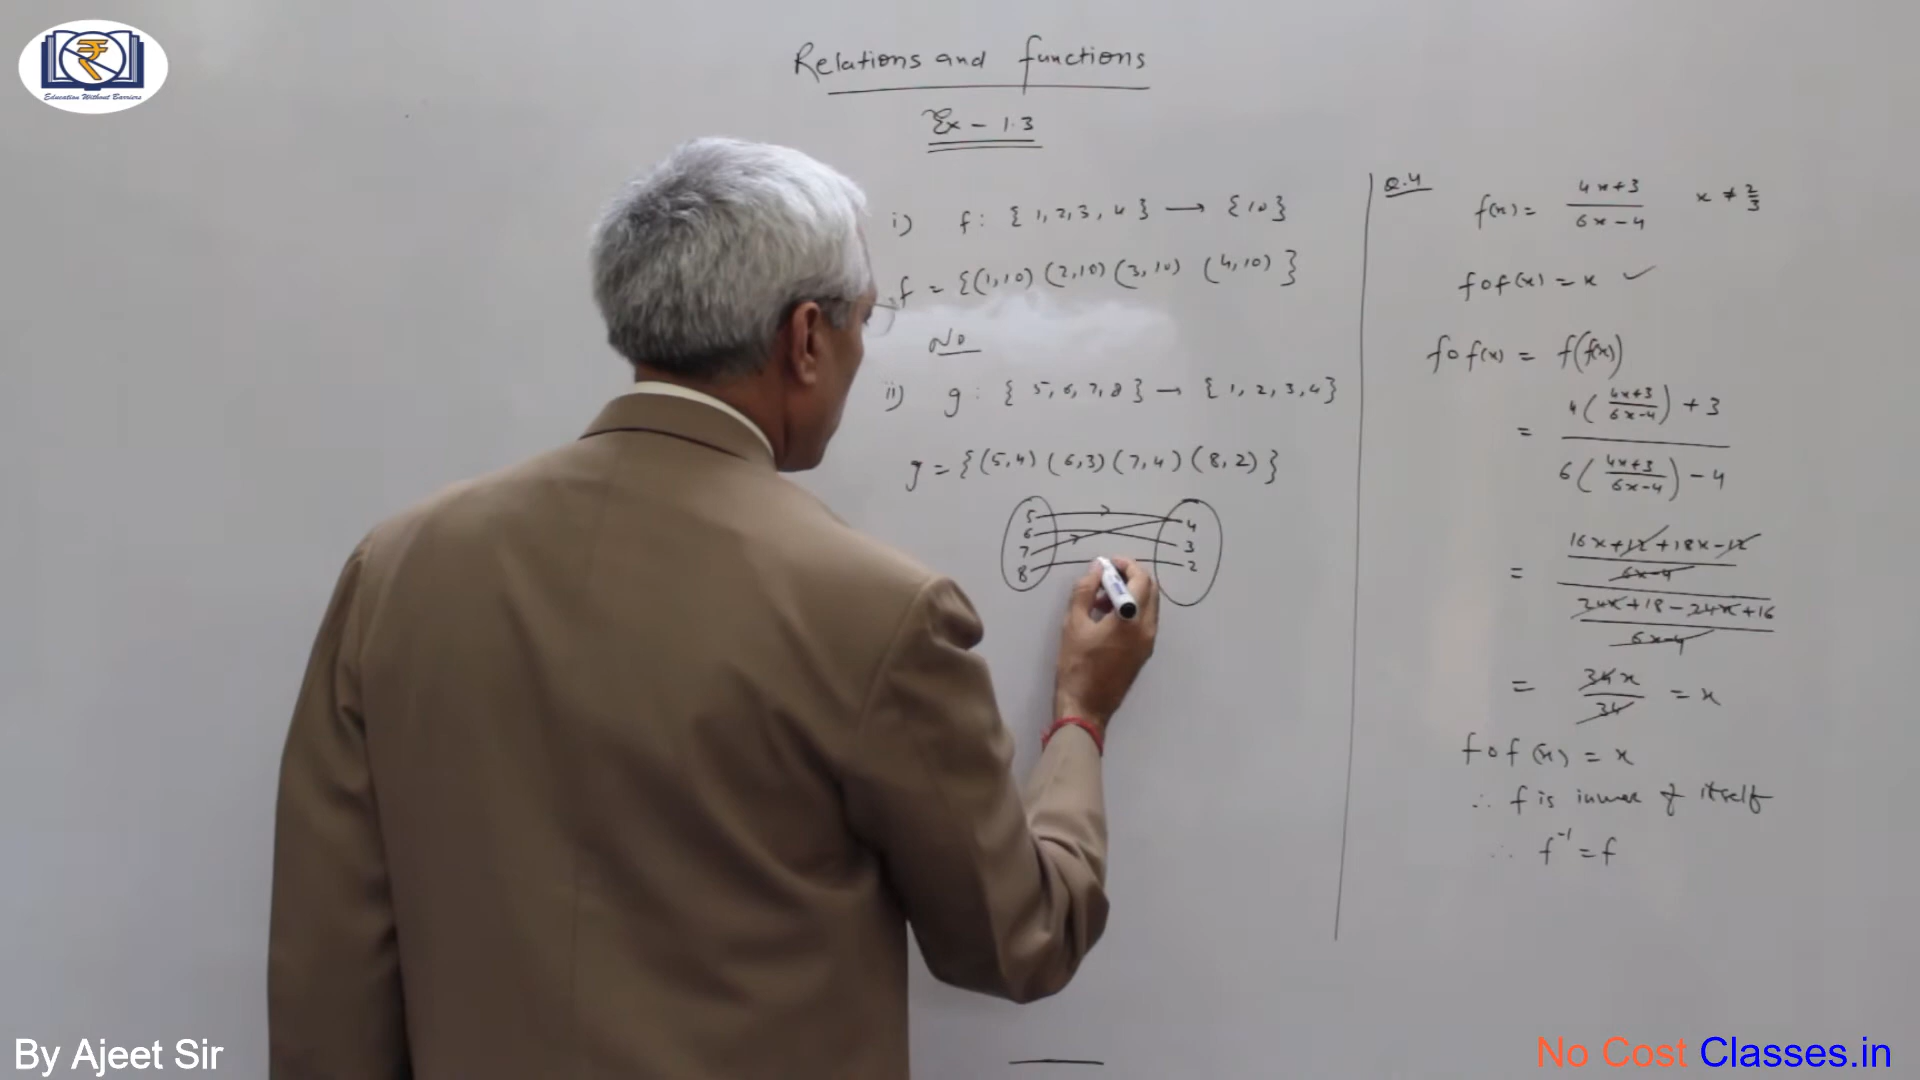 Education Without Barriers
Relations and functions
Ex - 1.3
i) f : { 1, 2, 3, 4 } → {10}
f = {(1,10) (2,10) (3,10) (4,10) }
No
ii) g : { 5, 6, 7, 8 } → { 1, 2, 3, 4 }
g = {(5,4) (6,3) (7,4) (8,2) }
5 4
6 3
7 2
8
Q.4 f(x) = (4x+3)/(6x-4) x ≠ 2/3
fof(x) = x ✓
fof(x) = f(f(x))
= (4((4x+3)/(6x-4)) + 3)/(6((4x+3)/(6x-4)) - 4)
= ((16x+12+18x-12)/(6x-4))/((24x+18-24x+16)/(6x-4))
= 34x/34 = x
fof(x) = x
∴ f is inverse of itself
∴ f⁻¹ = f
By Ajeet Sir
No Cost Classes.in